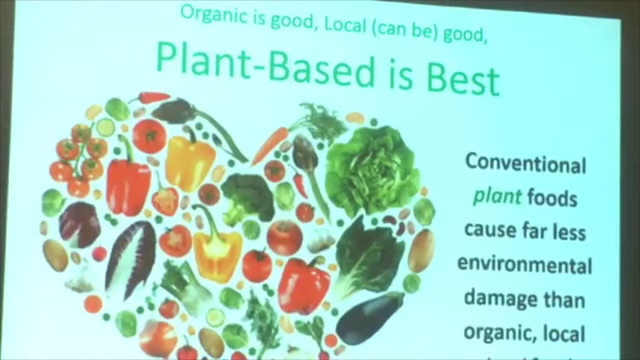 Organic is good, Local (can be) good,
Plant-Based is Best
Conventional
plant foods
cause far less
environmental
damage than
organic, local